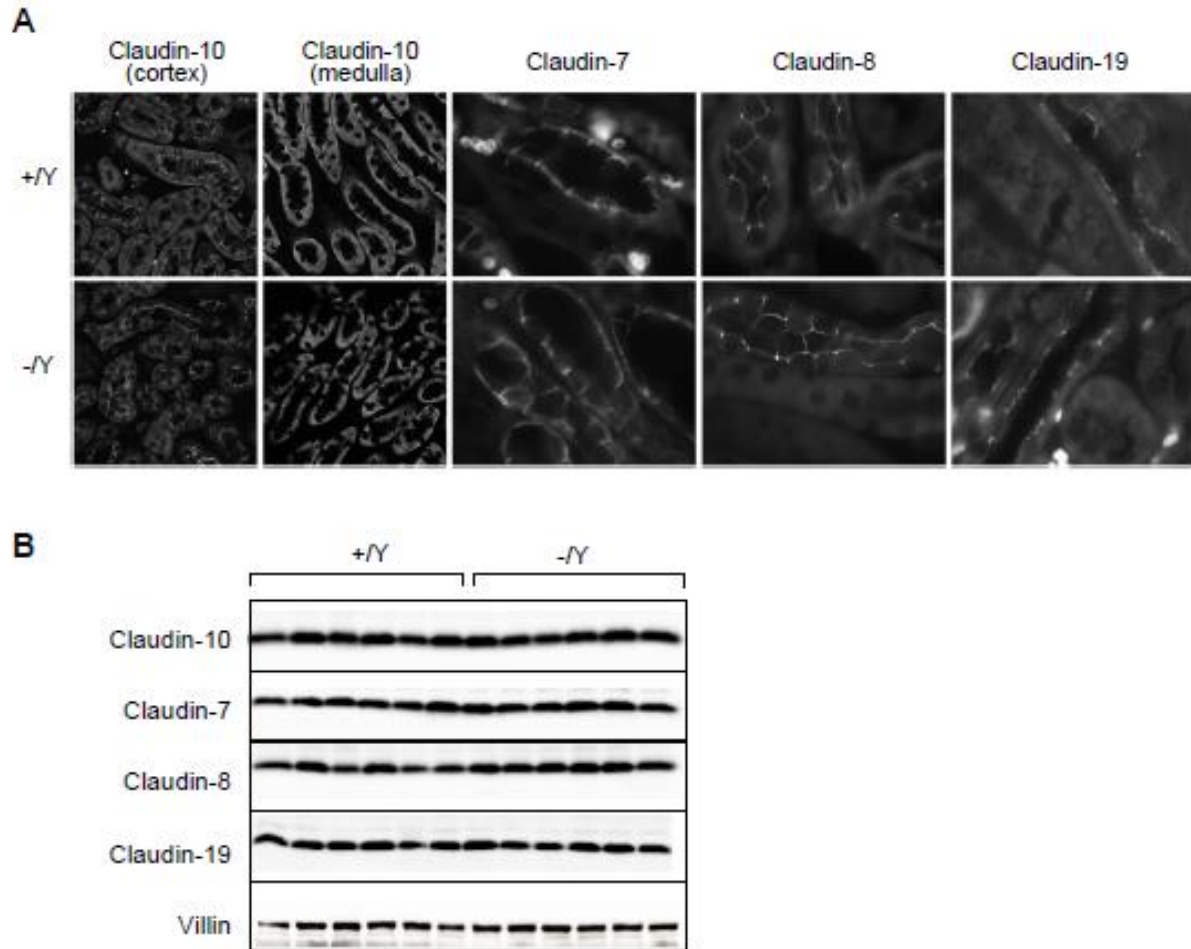 A
Claudin-10 (cortex)
Claudin-10 (medulla)
Claudin-7
Claudin-8
Claudin-19
+/Y
-/Y
B
+/Y
-/Y
Claudin-10
Claudin-7
Claudin-8
Claudin-19
Villin